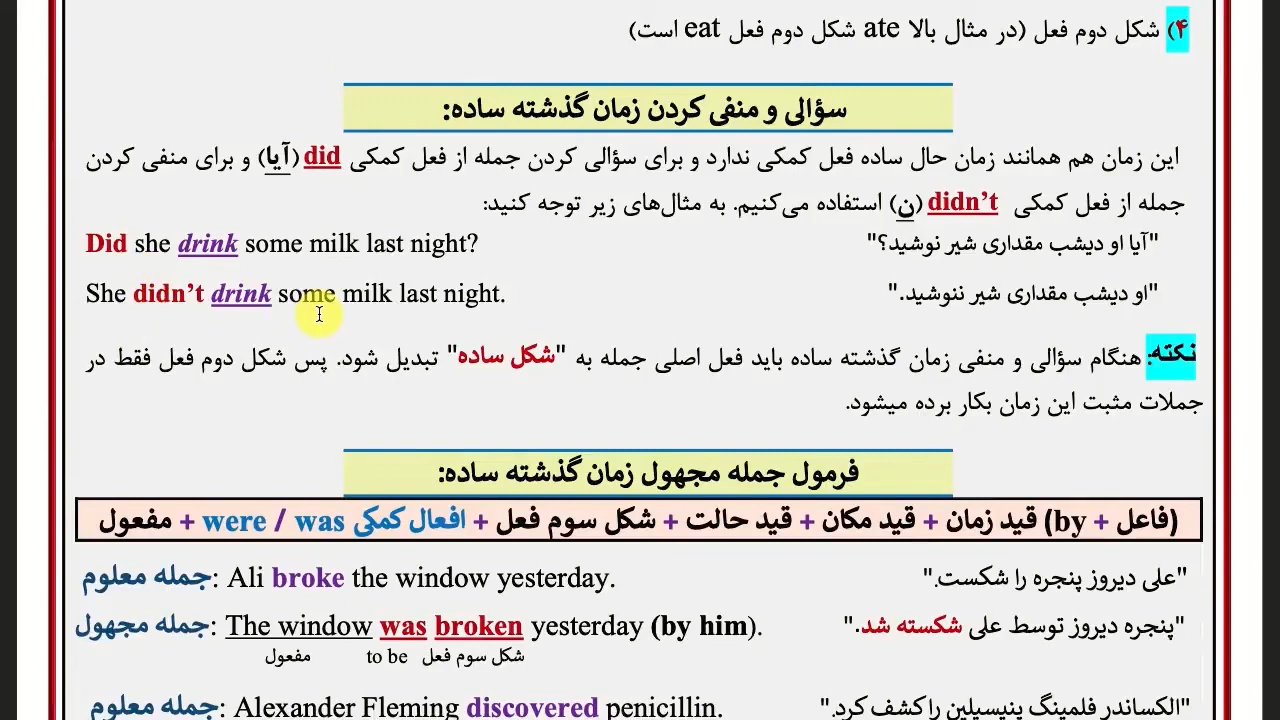 ۴) شکل دوم فعل (در مثال بالا ate شکل دوم فعل eat است)
سؤالی و منفی کردن زمان گذشته ساده:
این زمان هم همانند زمان حال ساده فعل کمکی ندارد و برای سؤالی کردن جمله از فعل کمکی did (آیا) و برای منفی کردن
جمله از فعل کمکی didn’t (ن) استفاده می‌کنیم. به مثال‌های زیر توجه کنید:
Did she drink some milk last night? "آیا او دیشب مقداری شیر نوشید؟"
She didn’t drink some milk last night. "او دیشب مقداری شیر ننوشید."
نکته: هنگام سؤالی و منفی زمان گذشته ساده باید فعل اصلی جمله به "شکل ساده" تبدیل شود. پس شکل دوم فعل فقط در
جملات مثبت این زمان بکار برده میشود.
فرمول جمله مجهول زمان گذشته ساده:
(فاعل + by) قید زمان + قید مکان + قید حالت + شکل سوم فعل + افعال کمکی were / was + مفعول
جمله معلوم: Ali broke the window yesterday. "علی دیروز پنجره را شکست."
جمله مجهول: The window was broken yesterday (by him). "پنجره دیروز توسط علی شکسته شد."
مفعول to be شکل سوم فعل
جمله معلوم: Alexander Fleming discovered penicillin. "الکساندر فلمینگ پنیسیلین را کشف کرد."